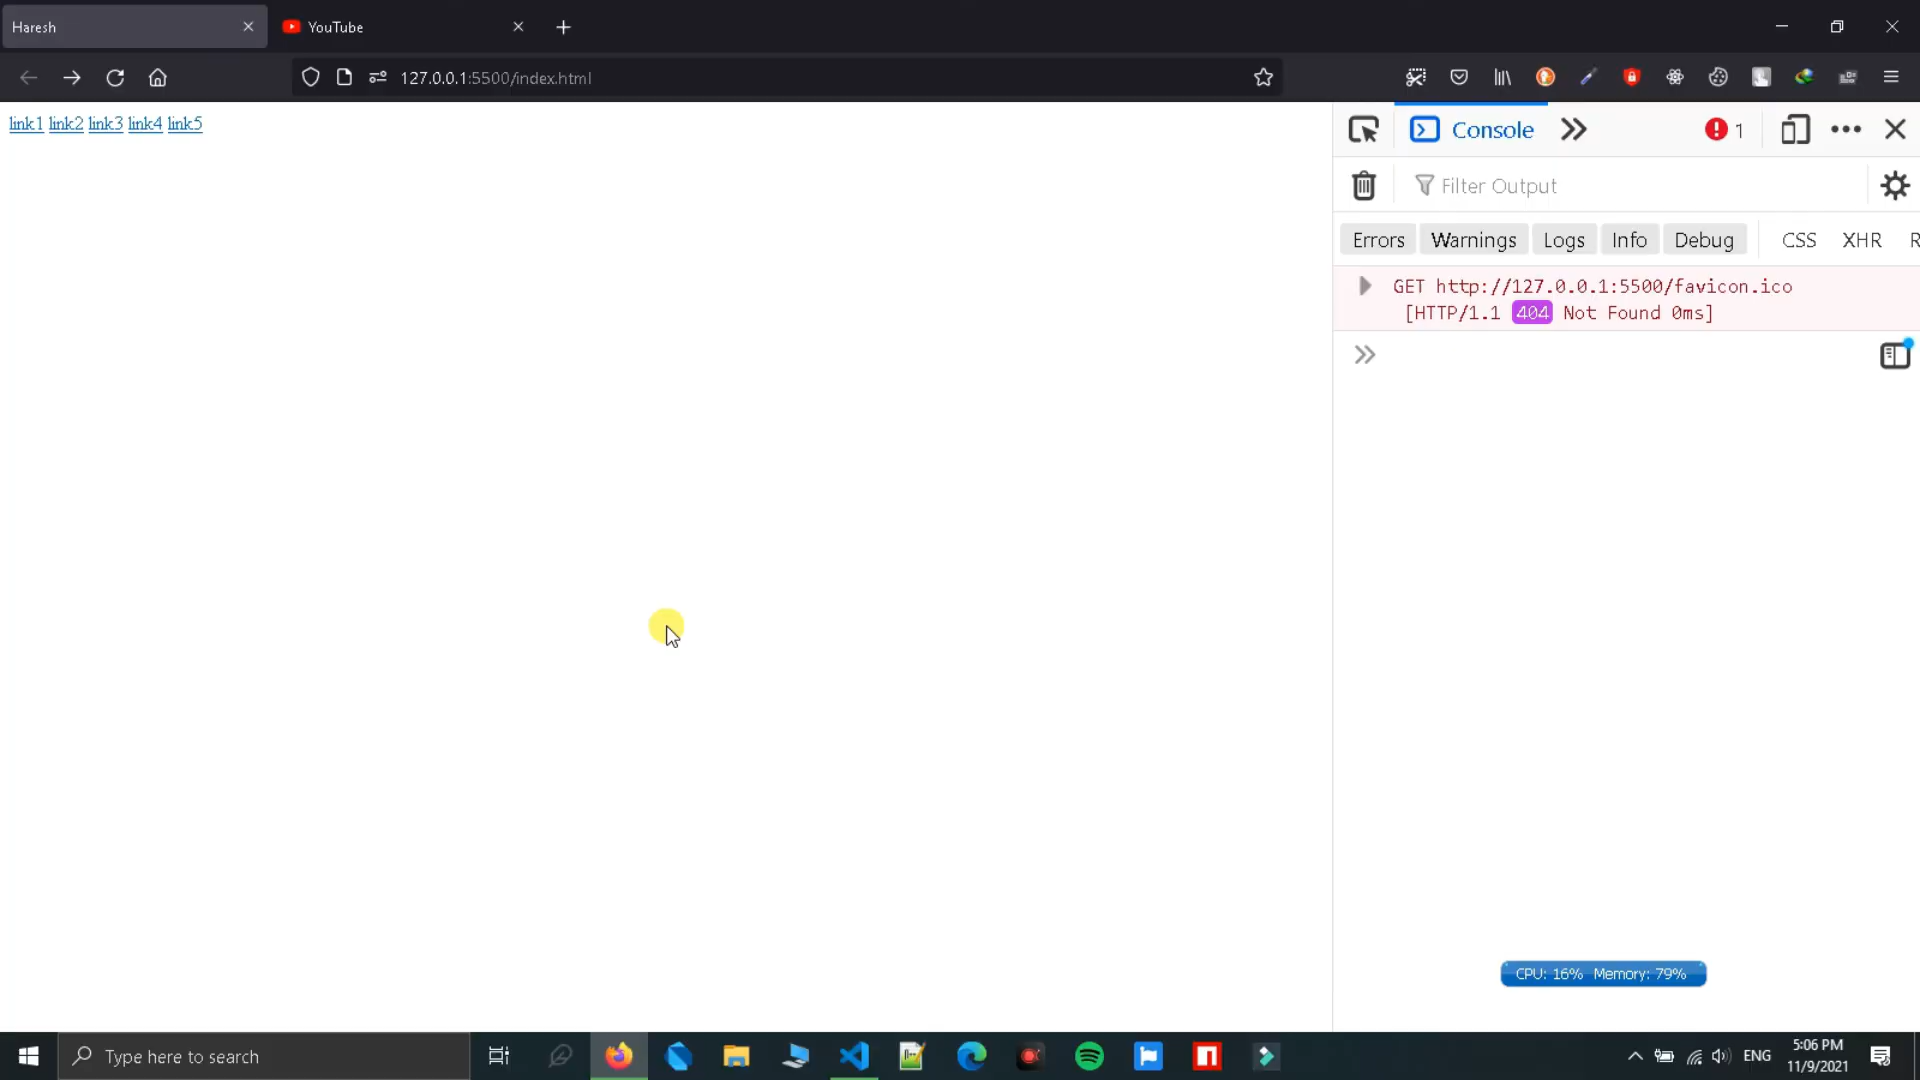 Haresh
YouTube
127.0.0.1:5500/index.html
link1 link2 link3 link4 link5
Console
1
Filter Output
Errors Warnings Logs Info Debug CSS XHR R
GET http://127.0.0.1:5500/favicon.ico
[HTTP/1.1 404 Not Found 0ms]
CPU: 16% Memory: 79%
Type here to search
ENG
5:06 PM
11/9/2021